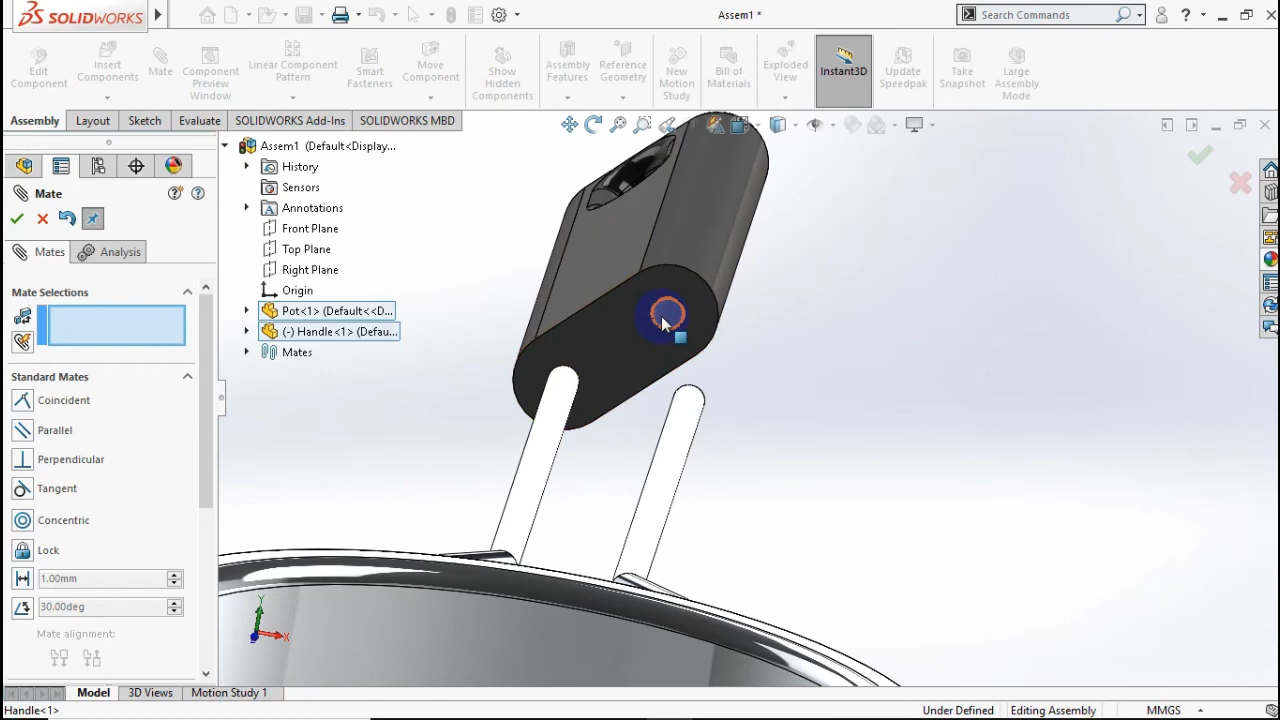 SOLIDWORKS
Assem1 *
Search Commands
Edit
Component
Insert
Components
Mate
Component
Preview
Window
Linear Component
Pattern
Smart
Fasteners
Move
Component
Show
Hidden
Components
Assembly
Features
Reference
Geometry
New
Motion
Study
Bill of
Materials
Exploded
View
Instant3D
Update
Speedpak
Take
Snapshot
Large
Assembly
Mode
Assembly
Layout
Sketch
Evaluate
SOLIDWORKS Add-Ins
SOLIDWORKS MBD
Mate
Mates
Analysis
Mate Selections
Standard Mates
Coincident
Parallel
Perpendicular
Tangent
Concentric
Lock
1.00mm
30.00deg
Mate alignment:
Assem1 (Default<Display...
History
Sensors
Annotations
Front Plane
Top Plane
Right Plane
Origin
Pot<1> (Default<<D...
(-) Handle<1> (Defau...
Mates
Y
X
Model
3D Views
Motion Study 1
Handle<1>
Under Defined
Editing Assembly
MMGS